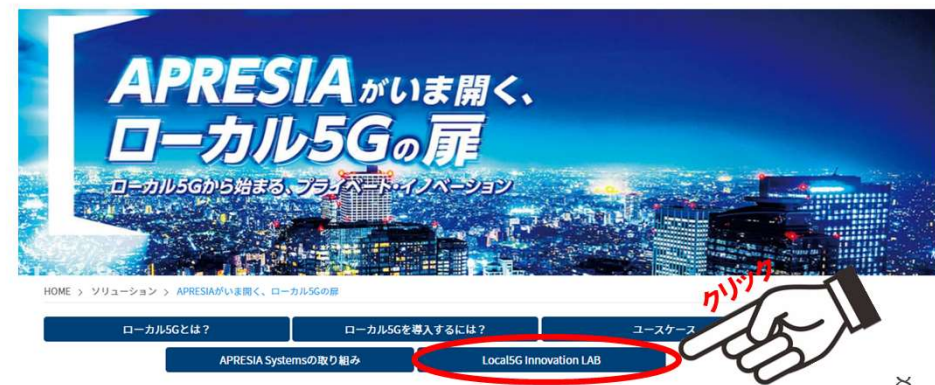 APRESIAがいま開く、
ローカル5Gの扉
ローカル5Gから始まる、プライベート・イノベーション
HOME > ソリューション > APRESIAがいま開く、ローカル5Gの扉
クリック
ローカル5Gとは？
ローカル5Gを導入するには？
ユースケース
APRESIA Systemsの取り組み
Local5G Innovation LAB